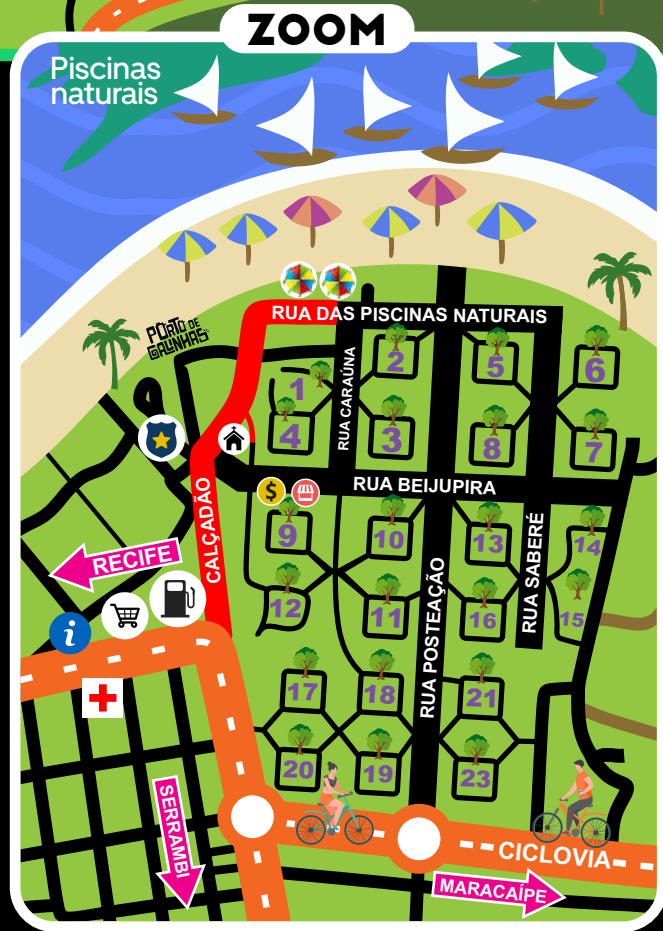 ZOOM
Piscinas
naturais
PORTO DE
GALINHAS
RUA DAS PISCINAS NATURAIS
RUA CARAÚNA
1
2
5
6
4
3
8
7
RUA BEIJUPIRA
$
CALÇADÃO
RECIFE
9
10
13
14
RUA SABERÉ
RUA POSTEAÇÃO
12
11
16
15
i
17
18
21
20
19
23
SERRAMBI
CICLOVIA
MARACAÍPE